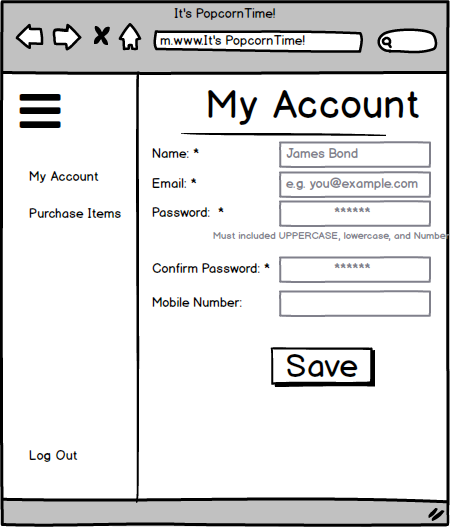 It's PopcornTime!
m.www.It's PopcornTime!
My Account
My Account
Purchase Items
Log Out
Name: * James Bond
Email: * e.g. you@example.com
Password: * ******
Must included UPPERCASE, lowercase, and Number
Confirm Password: * ******
Mobile Number:
Save